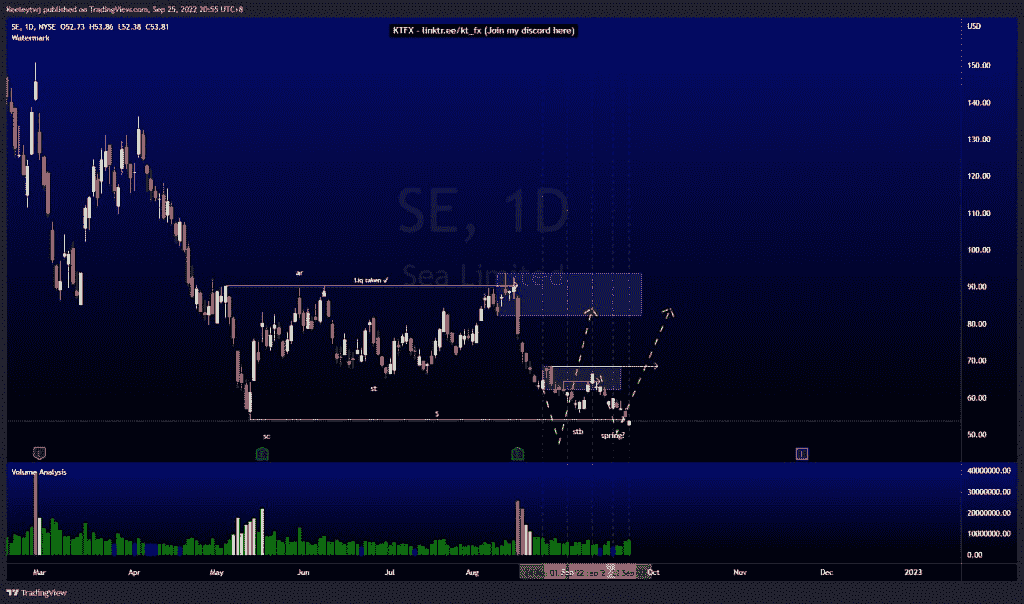 Keeleytwj published on TradingView.com, Sep 25, 2022 20:55 UTC+8
SE, 1D, NYSE O52.73 H53.86 L52.38 C53.81
Watermark
KTFX - linktr.ee/kt_fx (Join my discord here)
USD
150.00
140.00
130.00
120.00
110.00
100.00
90.00
80.00
70.00
60.00
50.00
SE, 1D
Sea Limited
ar
Liq taken ✓
st
s
sc
stb
spring?
Volume Analysis
40000000.00
30000000.00
20000000.00
10000000.00
0.00
Mar
Apr
May
Jun
Jul
Aug
Oct
Nov
Dec
2023
TradingView